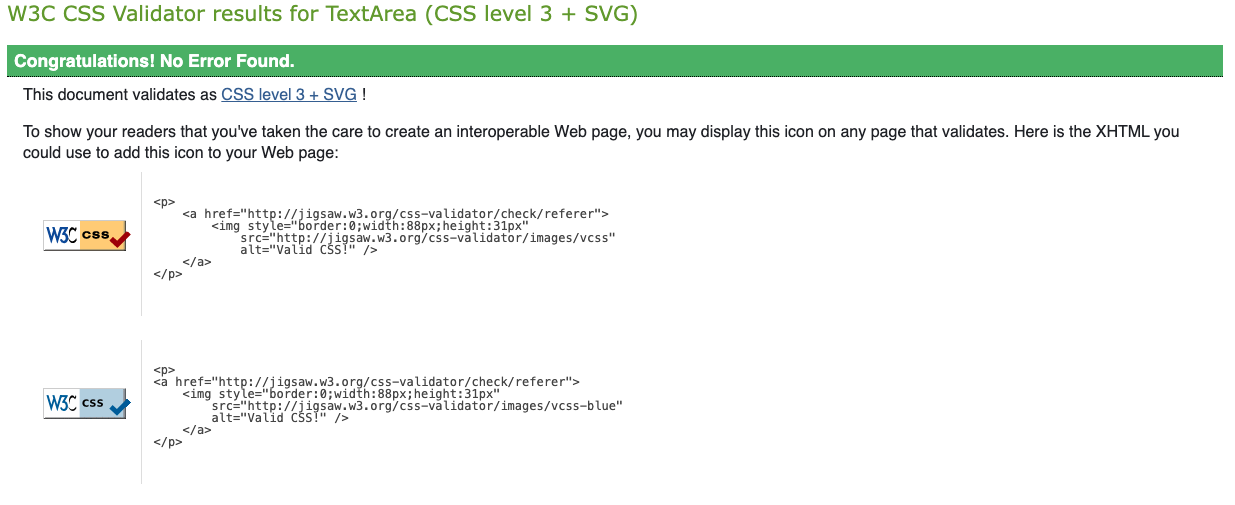 W3C CSS Validator results for TextArea (CSS level 3 + SVG)
Congratulations! No Error Found.
This document validates as CSS level 3 + SVG !
To show your readers that you've taken the care to create an interoperable Web page, you may display this icon on any page that validates. Here is the XHTML you
could use to add this icon to your Web page:
W3C css
<p>
    <a href="http://jigsaw.w3.org/css-validator/check/referer">
        <img style="border:0;width:88px;height:31px"
            src="http://jigsaw.w3.org/css-validator/images/vcss"
            alt="Valid CSS!" />
    </a>
</p>
W3C css
<p>
<a href="http://jigsaw.w3.org/css-validator/check/referer">
    <img style="border:0;width:88px;height:31px"
        src="http://jigsaw.w3.org/css-validator/images/vcss-blue"
        alt="Valid CSS!" />
    </a>
</p>